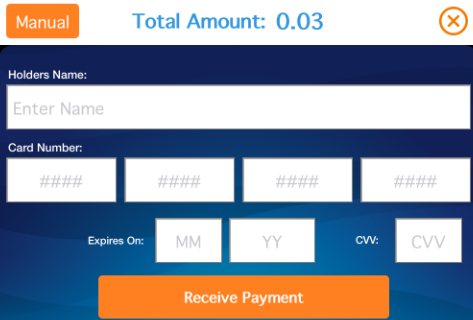 Manual Total Amount: 0.03
Holders Name:
Enter Name
Card Number:
#### #### #### ####
Expires On: MM YY CVV: CVV
Receive Payment